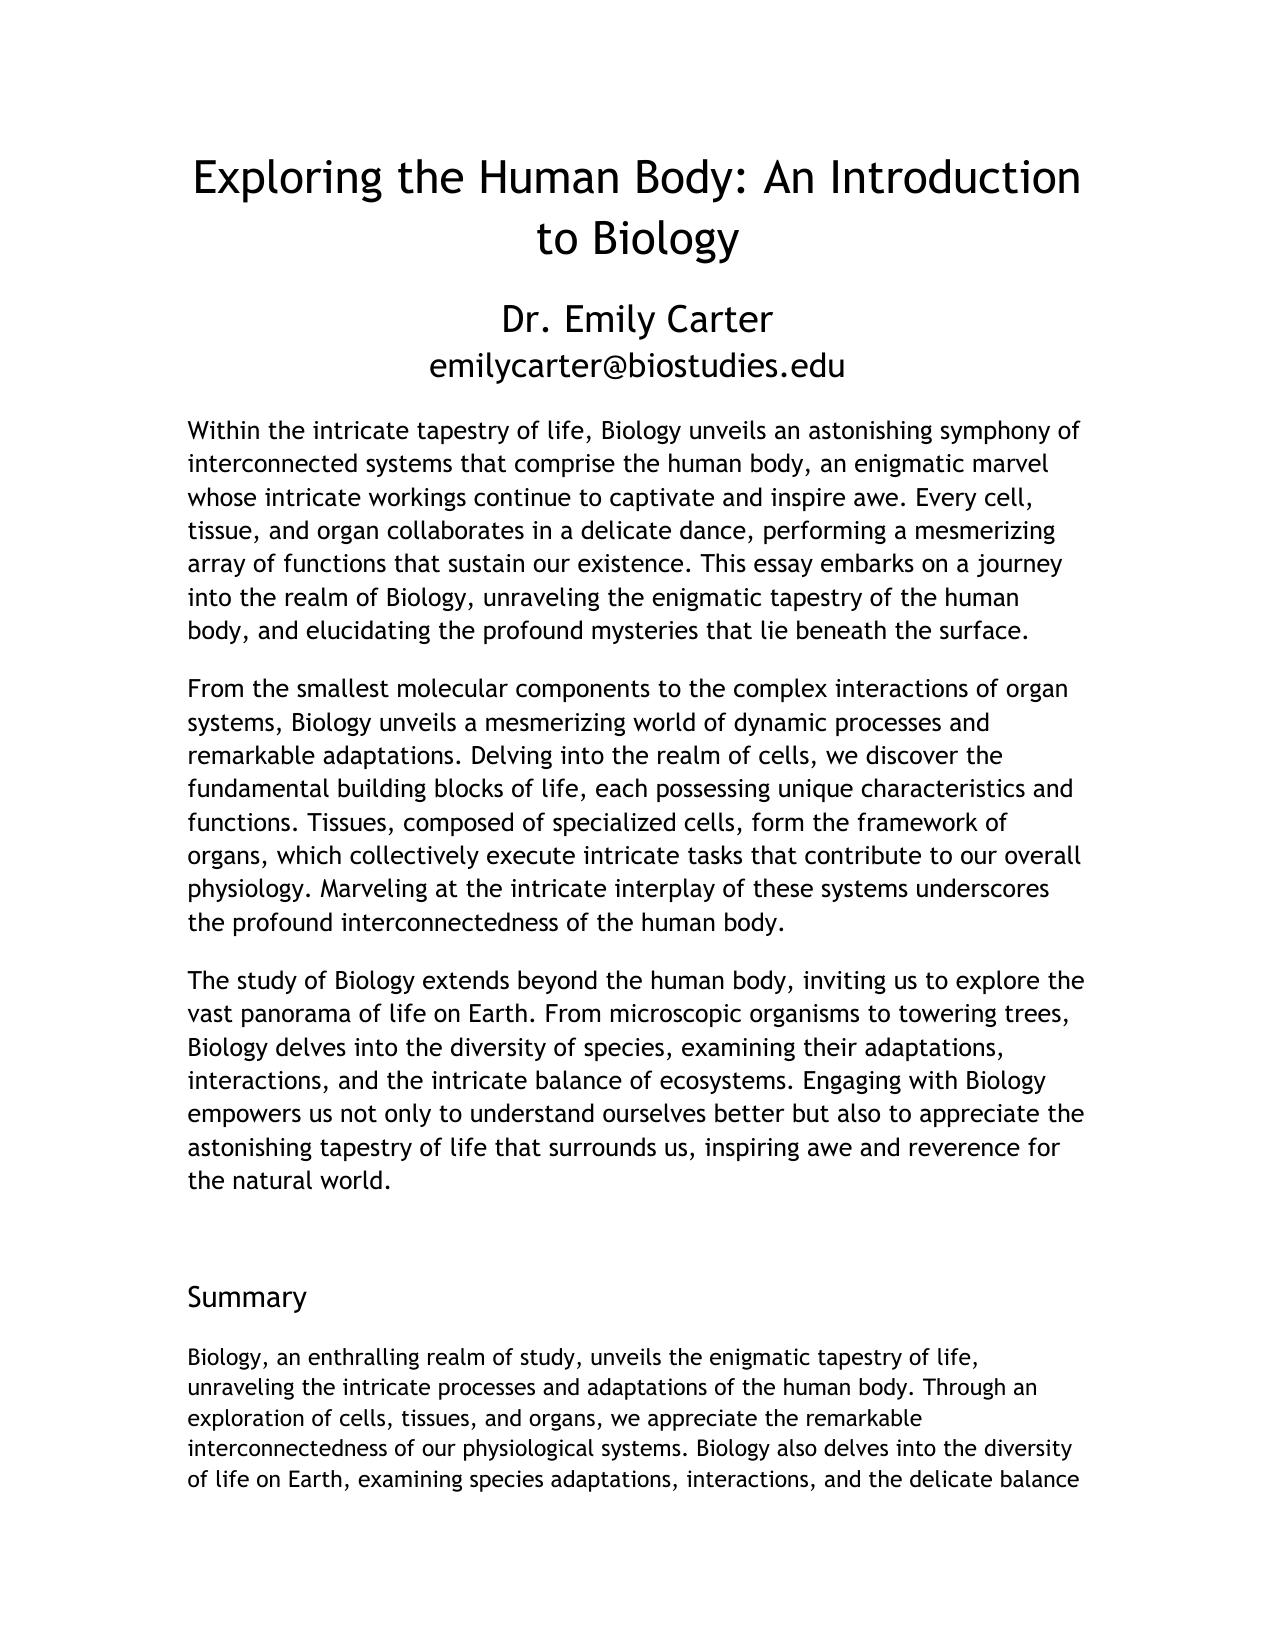 Exploring the Human Body: An Introduction
to Biology
Dr. Emily Carter
emilycarter@biostudies.edu
Within the intricate tapestry of life, Biology unveils an astonishing symphony of
interconnected systems that comprise the human body, an enigmatic marvel
whose intricate workings continue to captivate and inspire awe. Every cell,
tissue, and organ collaborates in a delicate dance, performing a mesmerizing
array of functions that sustain our existence. This essay embarks on a journey
into the realm of Biology, unraveling the enigmatic tapestry of the human
body, and elucidating the profound mysteries that lie beneath the surface.
From the smallest molecular components to the complex interactions of organ
systems, Biology unveils a mesmerizing world of dynamic processes and
remarkable adaptations. Delving into the realm of cells, we discover the
fundamental building blocks of life, each possessing unique characteristics and
functions. Tissues, composed of specialized cells, form the framework of
organs, which collectively execute intricate tasks that contribute to our overall
physiology. Marveling at the intricate interplay of these systems underscores
the profound interconnectedness of the human body.
The study of Biology extends beyond the human body, inviting us to explore the
vast panorama of life on Earth. From microscopic organisms to towering trees,
Biology delves into the diversity of species, examining their adaptations,
interactions, and the intricate balance of ecosystems. Engaging with Biology
empowers us not only to understand ourselves better but also to appreciate the
astonishing tapestry of life that surrounds us, inspiring awe and reverence for
the natural world.
Summary
Biology, an enthralling realm of study, unveils the enigmatic tapestry of life,
unraveling the intricate processes and adaptations of the human body. Through an
exploration of cells, tissues, and organs, we appreciate the remarkable
interconnectedness of our physiological systems. Biology also delves into the diversity
of life on Earth, examining species adaptations, interactions, and the delicate balance